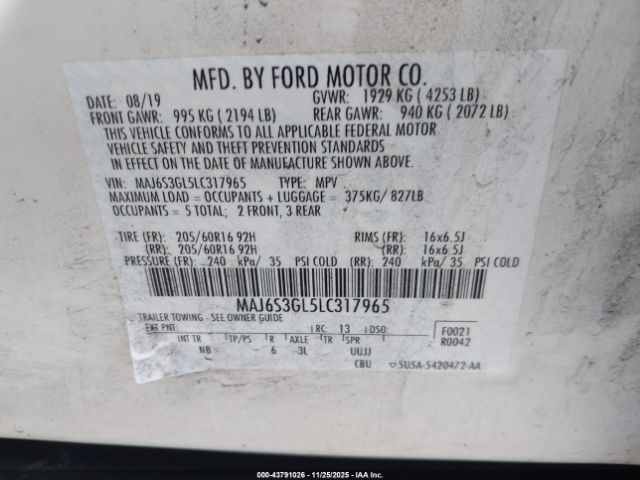 MFD. BY FORD MOTOR CO.
DATE: 08/19 GVWR: 1929 KG ( 4253 LB)
FRONT GAWR: 995 KG ( 2194 LB) REAR GAWR: 940 KG ( 2072 LB)
THIS VEHICLE CONFORMS TO ALL APPLICABLE FEDERAL MOTOR
VEHICLE SAFETY AND THEFT PREVENTION STANDARDS
IN EFFECT ON THE DATE OF MANUFACTURE SHOWN ABOVE.
VIN: MAJ6S3GL5LC317965 TYPE: MPV
MAXIMUM LOAD = OCCUPANTS + LUGGAGE = 375KG/ 827LB
OCCUPANTS = 5 TOTAL; 2 FRONT, 3 REAR
TIRE (FR): 205/60R16 92H RIMS (FR): 16x6.5J
(RR): 205/60R16 92H (RR): 16x6.5J
PRESSURE (FR): 240 kPa/ 35 PSI COLD (RR): 240 kPa/ 35 PSI COLD
MAJ6S3GL5LC317965
TRAILER TOWING - SEE OWNER GUIDE
EXT PNT: RC: 13 DSO: F0021
INT TR TP/PS R AXLE TR SPR R0042
NB 6 3L UUJJ
CBU 5U5A-5420472-AA
000-43791026 - 11/25/2025 - IAA Inc.